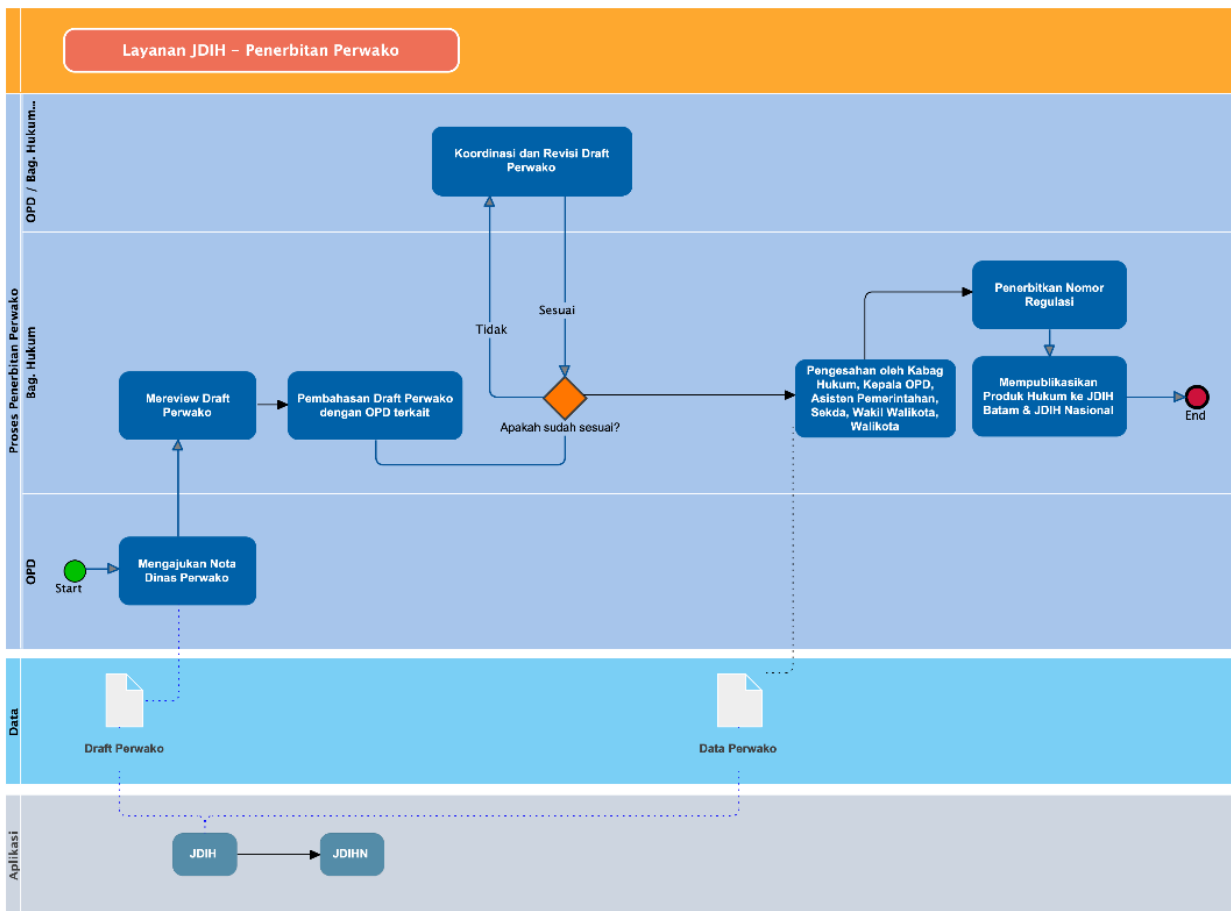 Layanan JDIH – Penerbitan Perwako
Proses Penerbitan Perwako
OPD / Bag. Hukum...
Koordinasi dan Revisi Draft
Perwako
Bag. Hukum
Tidak
Sesuai
Penerbitkan Nomor
Regulasi
Mereview Draft
Perwako
Pembahasan Draft Perwako
dengan OPD terkait
Apakah sudah sesuai?
Pengesahan oleh Kabag
Hukum, Kepala OPD,
Asisten Pemerintahan,
Sekda, Wakil Walikota,
Walikota
Mempublikasikan
Produk Hukum ke JDIH
Batam & JDIH Nasional
End
OPD
Start
Mengajukan Nota
Dinas Perwako
Data
Draft Perwako
Data Perwako
Aplikasi
JDIH
JDIHN